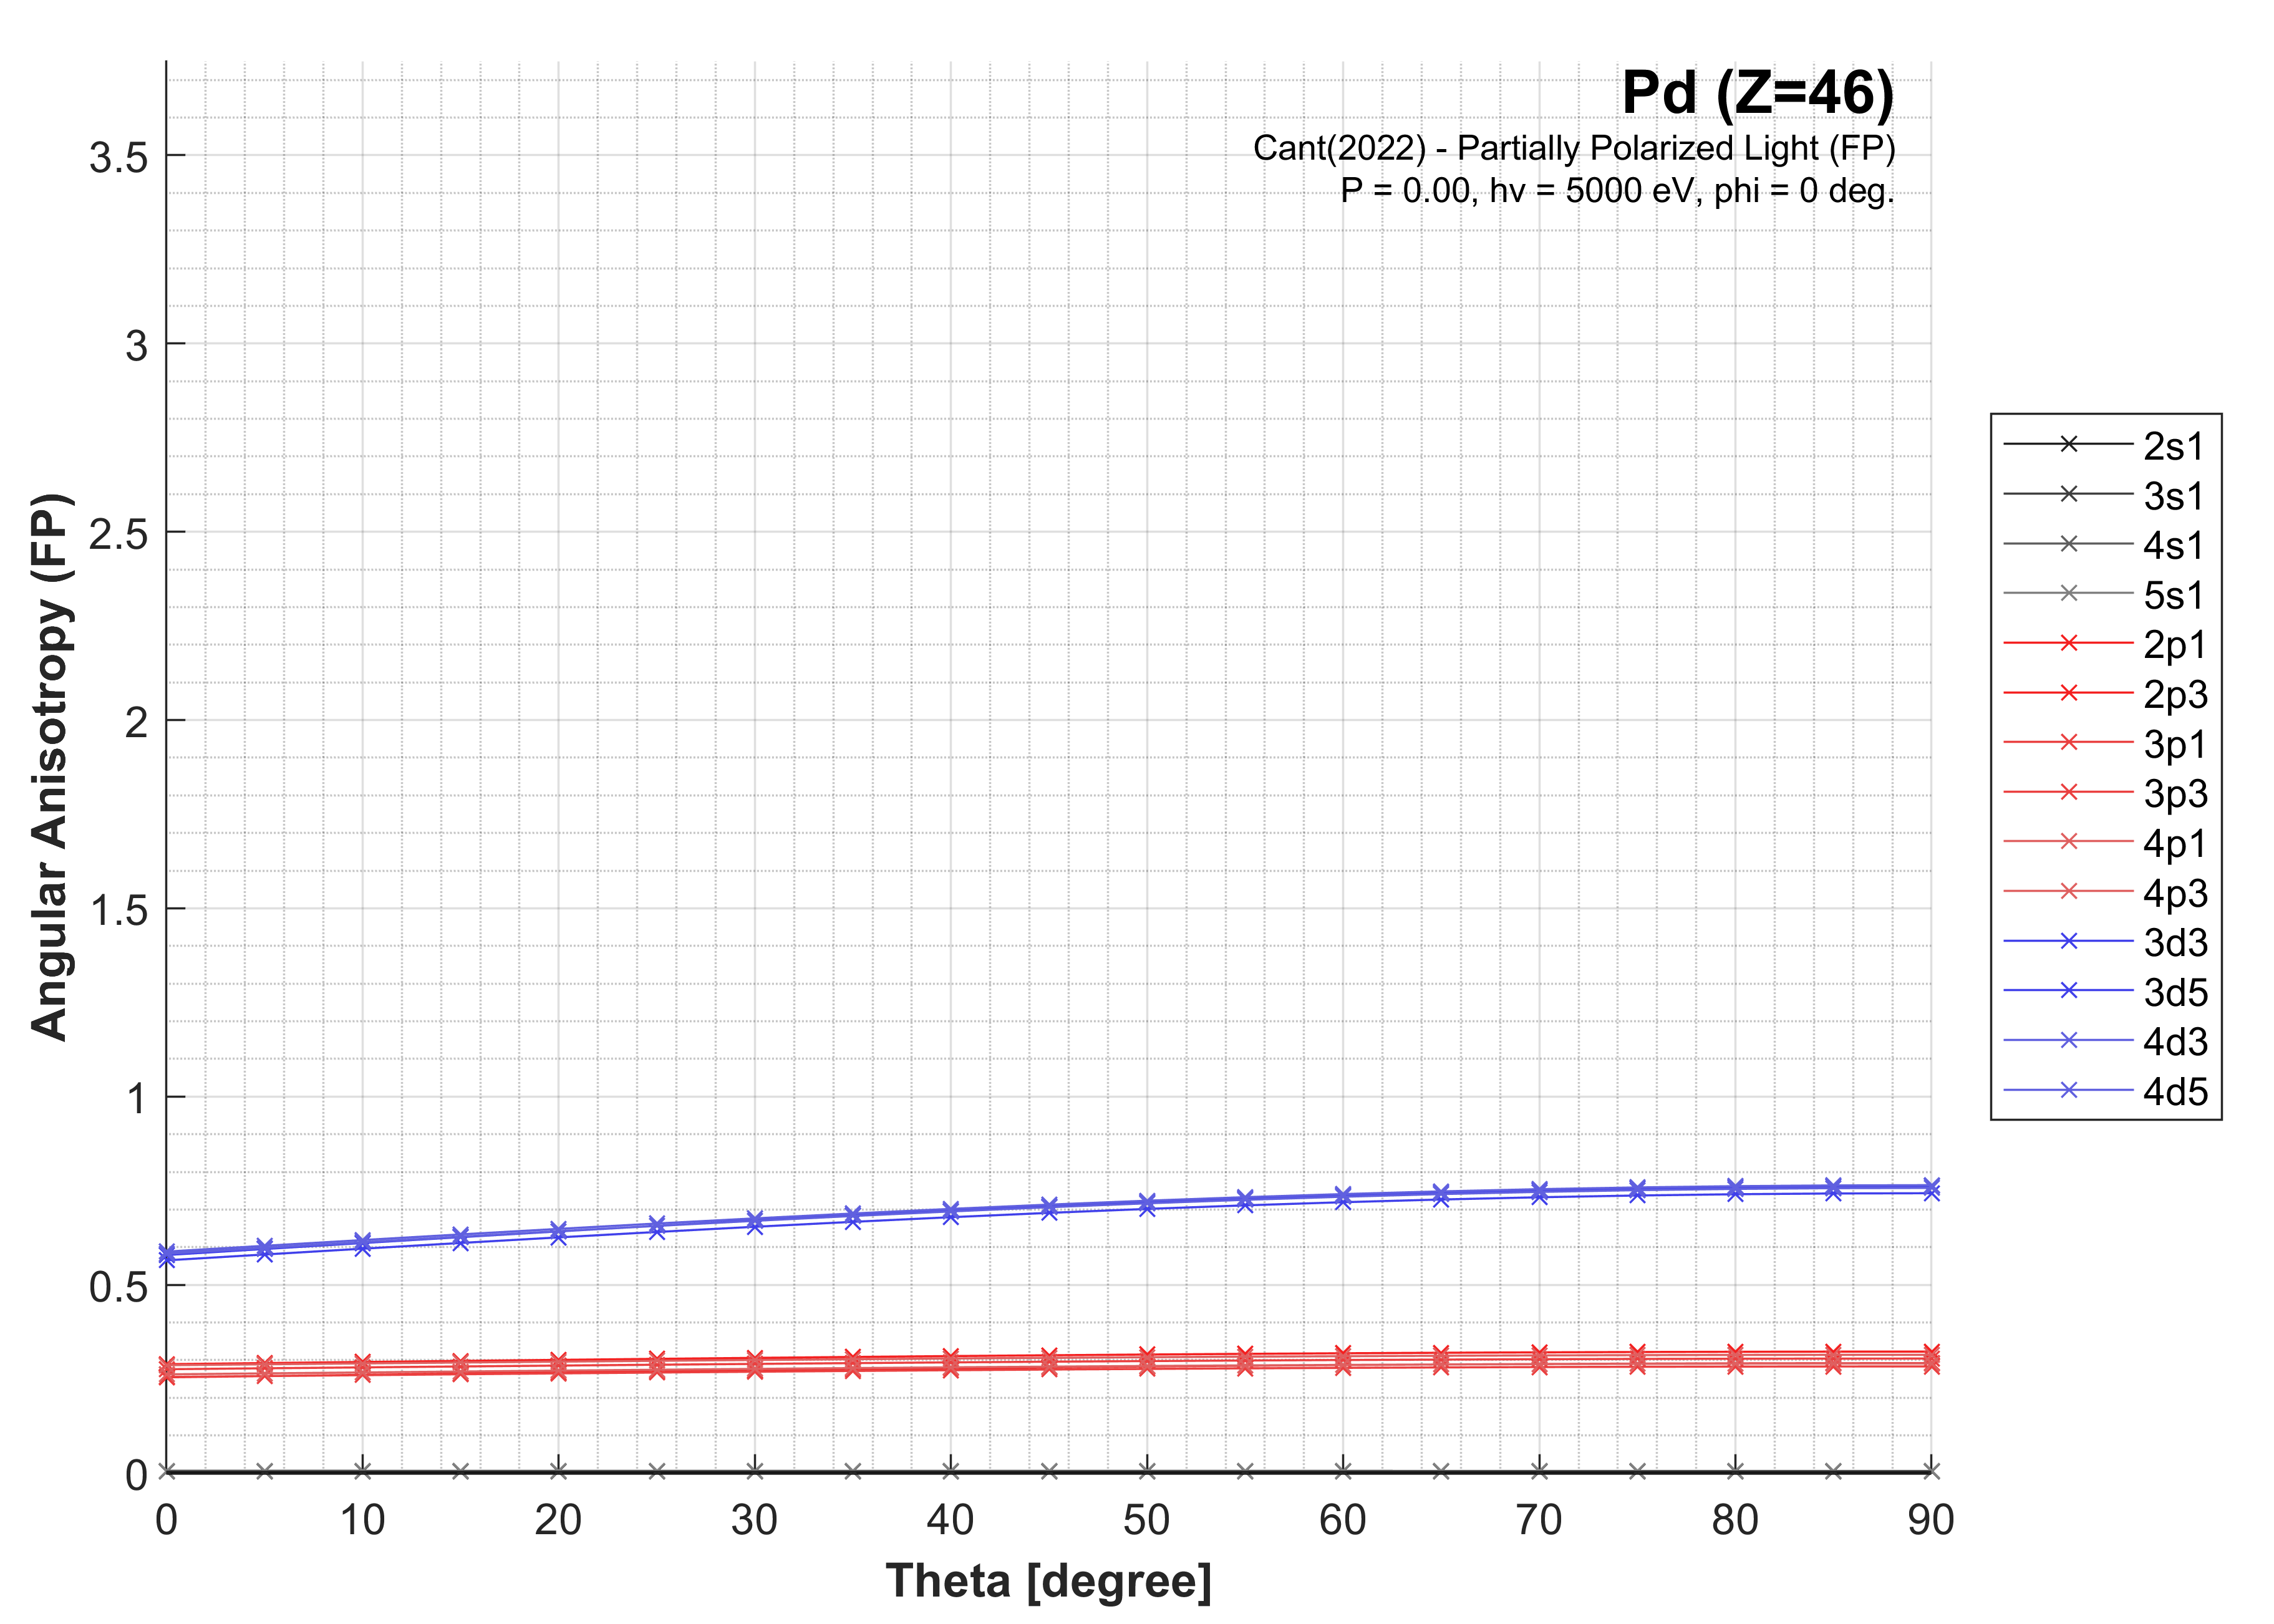 Pd (Z=46)
Cant(2022) - Partially Polarized Light (FP)
P = 0.00, hv = 5000 eV, phi = 0 deg.
Angular Anisotropy (FP)
3.5
3
2.5
2
1.5
1
0.5
0
0 10 20 30 40 50 60 70 80 90
Theta [degree]
2s1
3s1
4s1
5s1
2p1
2p3
3p1
3p3
4p1
4p3
3d3
3d5
4d3
4d5